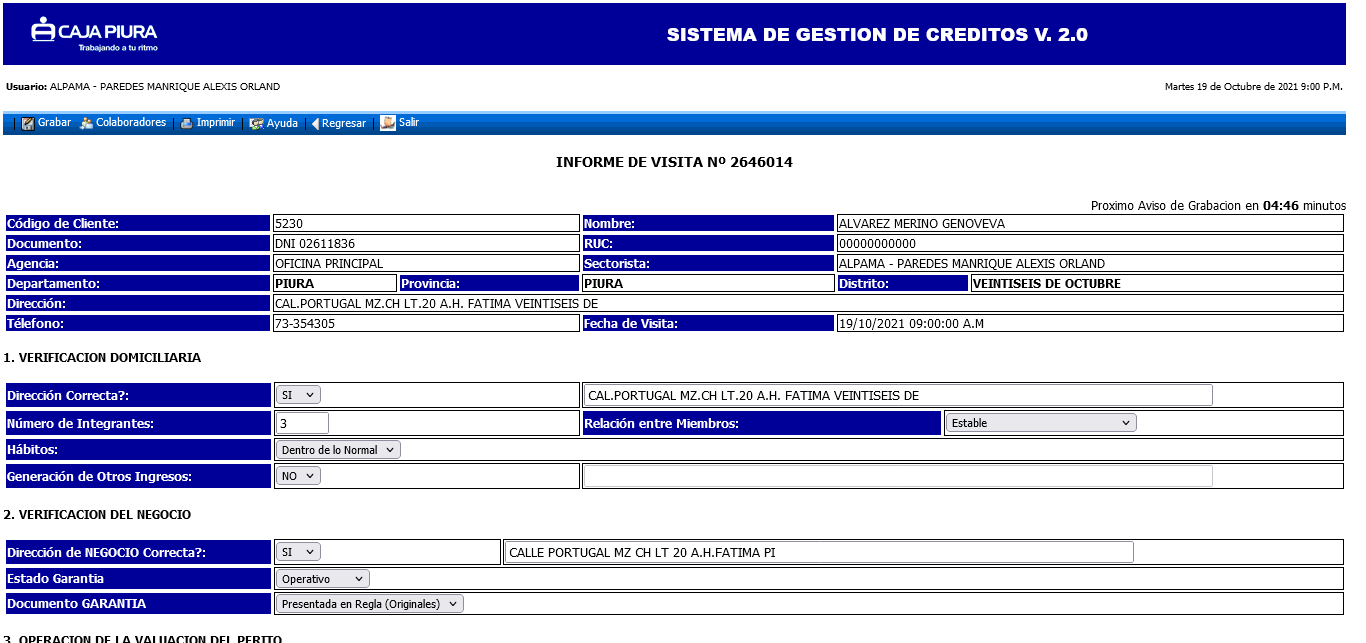 CAJA PIURA
Trabajando a tu ritmo
SISTEMA DE GESTION DE CREDITOS V. 2.0
Usuario: ALPAMA - PAREDES MANRIQUE ALEXIS ORLAND
Martes 19 de Octubre de 2021 9:00 P.M.
Grabar Colaboradores Imprimir Ayuda Regresar Salir
INFORME DE VISITA Nº 2646014
Proximo Aviso de Grabacion en 04:46 minutos
Código de Cliente: 5230 Nombre: ALVAREZ MERINO GENOVEVA
Documento: DNI 02611836 RUC: 00000000000
Agencia: OFICINA PRINCIPAL Sectorista: ALPAMA - PAREDES MANRIQUE ALEXIS ORLAND
Departamento: PIURA Provincia: PIURA Distrito: VEINTISEIS DE OCTUBRE
Dirección: CAL.PORTUGAL MZ.CH LT.20 A.H. FATIMA VEINTISEIS DE
Télefono: 73-354305 Fecha de Visita: 19/10/2021 09:00:00 A.M
1. VERIFICACION DOMICILIARIA
Dirección Correcta?: SI CAL.PORTUGAL MZ.CH LT.20 A.H. FATIMA VEINTISEIS DE
Número de Integrantes: 3 Relación entre Miembros: Estable
Hábitos: Dentro de lo Normal
Generación de Otros Ingresos: NO
2. VERIFICACION DEL NEGOCIO
Dirección de NEGOCIO Correcta?: SI CALLE PORTUGAL MZ CH LT 20 A.H.FATIMA PI
Estado Garantia Operativo
Documento GARANTIA Presentada en Regla (Originales)
3. OPERACION DE LA VALUACION DEL PERITO